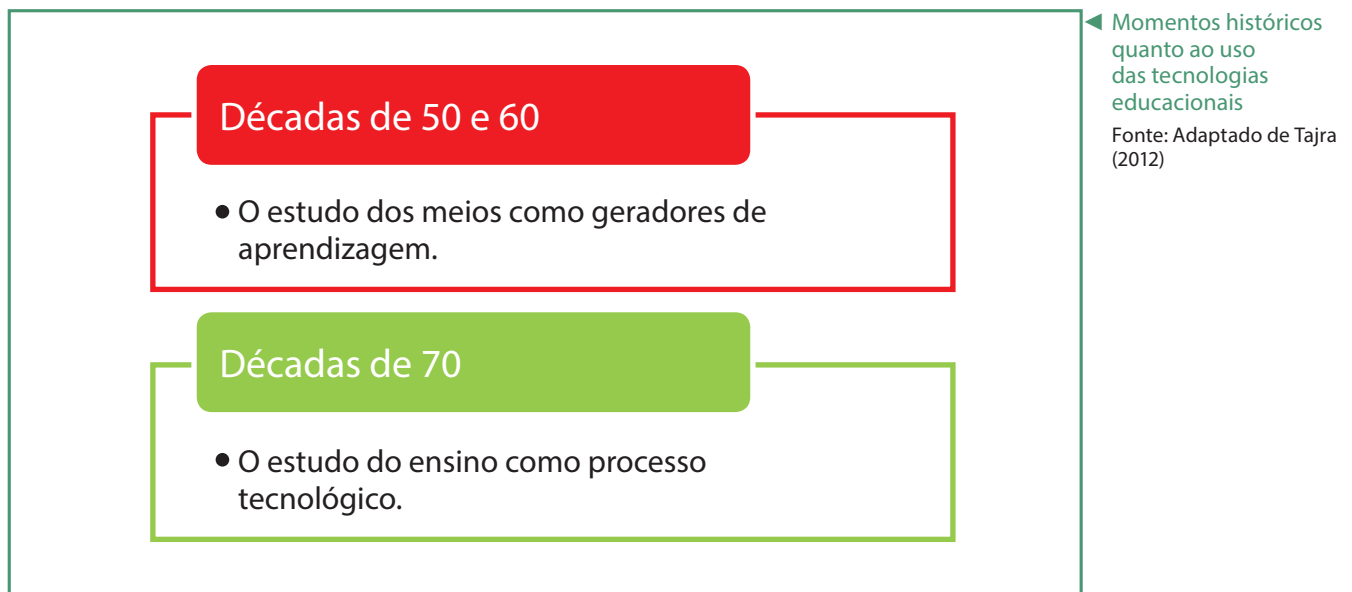 Décadas de 50 e 60
● O estudo dos meios como geradores de
aprendizagem.
Décadas de 70
● O estudo do ensino como processo
tecnológico.
◄ Momentos históricos
quanto ao uso
das tecnologias
educacionais
Fonte: Adaptado de Tajra
(2012)